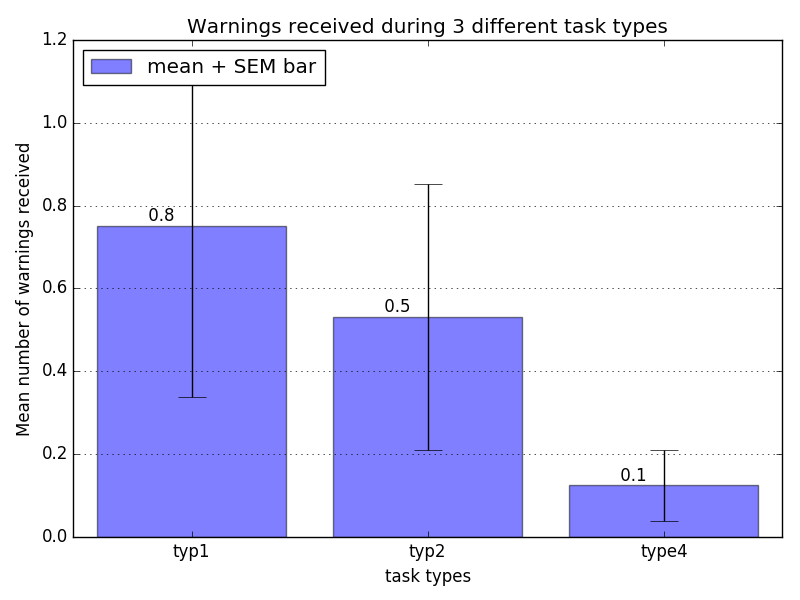 Warnings received during 3 different task types
mean + SEM bar
Mean number of warnings received
1.2
1.0
0.8
0.6
0.4
0.2
0.0
0.8
0.5
0.1
typ1
typ2
type4
task types